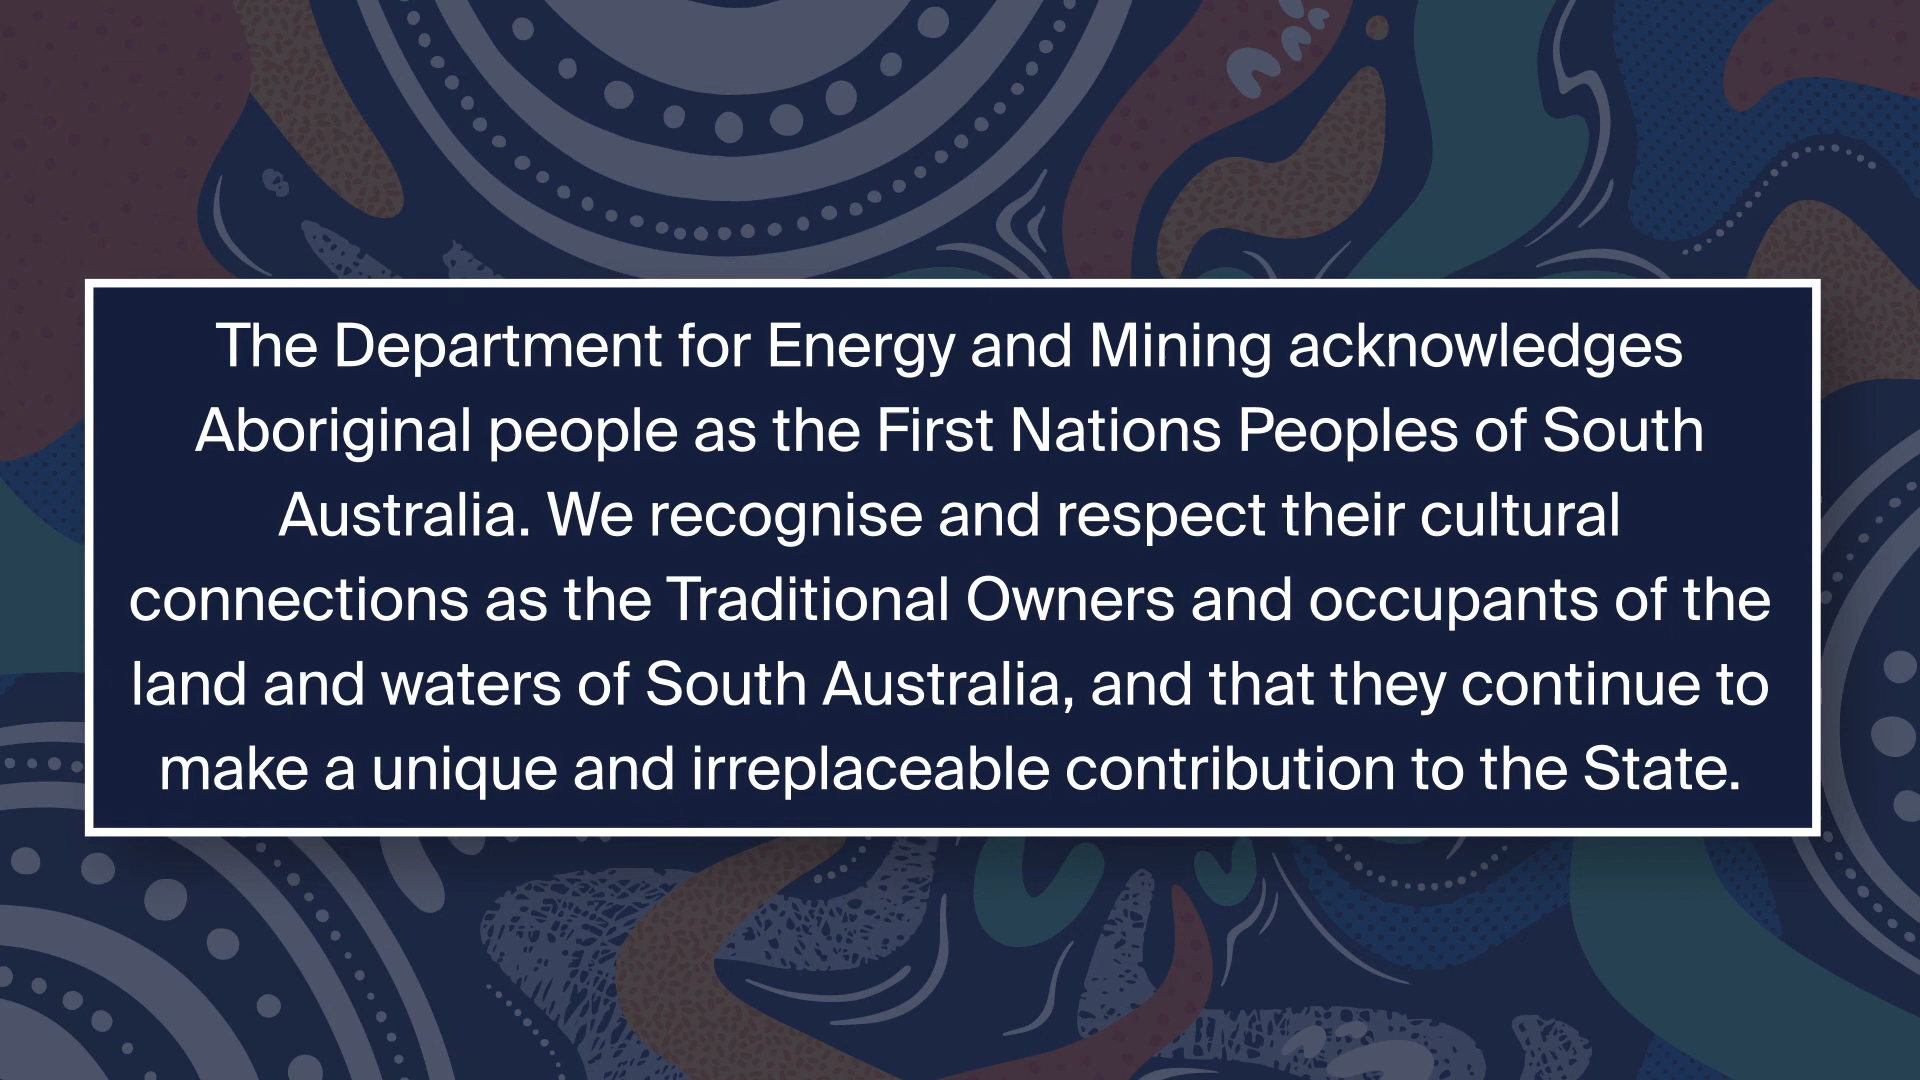 The Department for Energy and Mining acknowledges
Aboriginal people as the First Nations Peoples of South
Australia. We recognise and respect their cultural
connections as the Traditional Owners and occupants of the
land and waters of South Australia, and that they continue to
make a unique and irreplaceable contribution to the State.